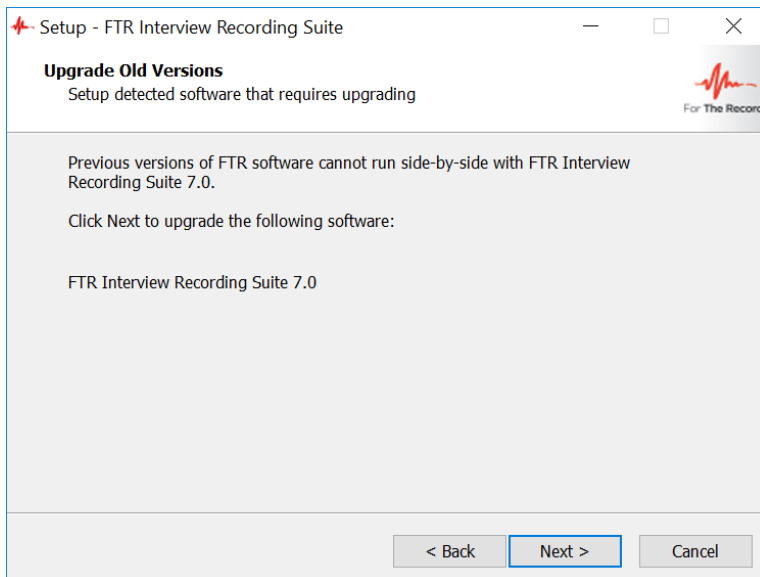 Setup - FTR Interview Recording Suite
Upgrade Old Versions
Setup detected software that requires upgrading
For The Record
Previous versions of FTR software cannot run side-by-side with FTR Interview
Recording Suite 7.0.
Click Next to upgrade the following software:
FTR Interview Recording Suite 7.0
< Back
Next >
Cancel